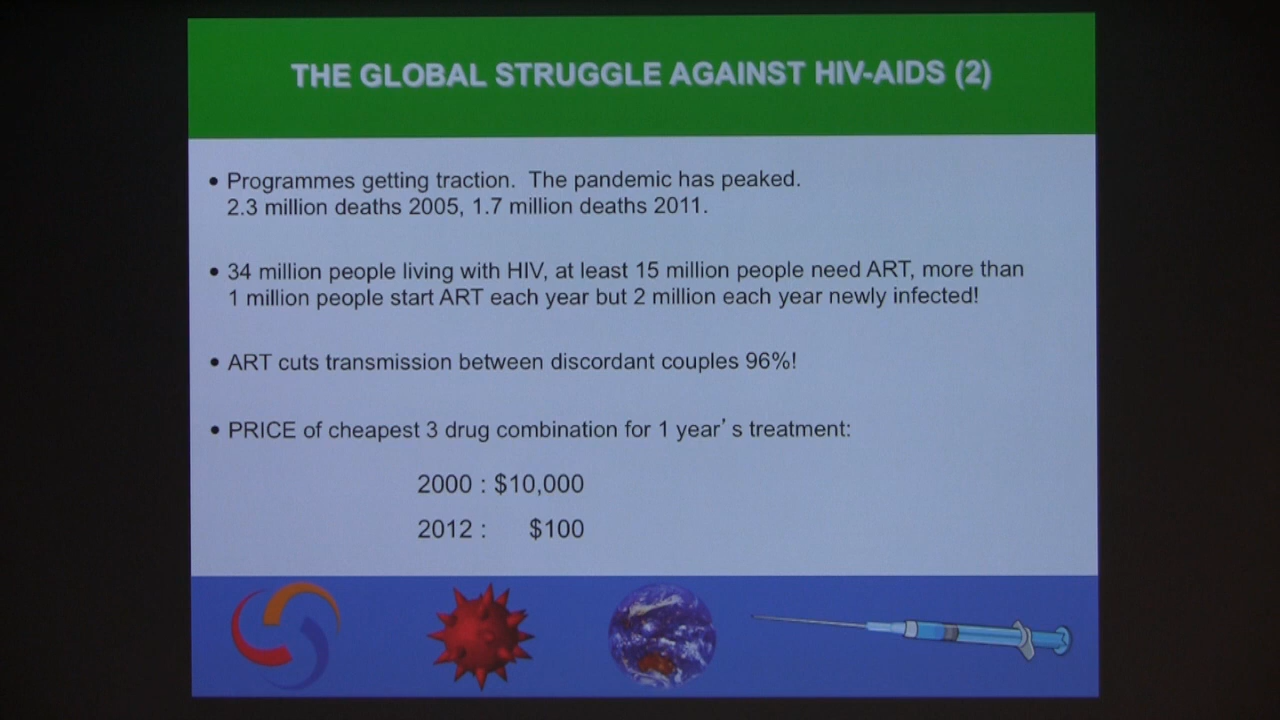 THE GLOBAL STRUGGLE AGAINST HIV-AIDS (2)
• Programmes getting traction. The pandemic has peaked.
2.3 million deaths 2005, 1.7 million deaths 2011.
• 34 million people living with HIV, at least 15 million people need ART, more than
1 million people start ART each year but 2 million each year newly infected!
• ART cuts transmission between discordant couples 96%!
• PRICE of cheapest 3 drug combination for 1 year's treatment:
2000 : $10,000
2012 : $100